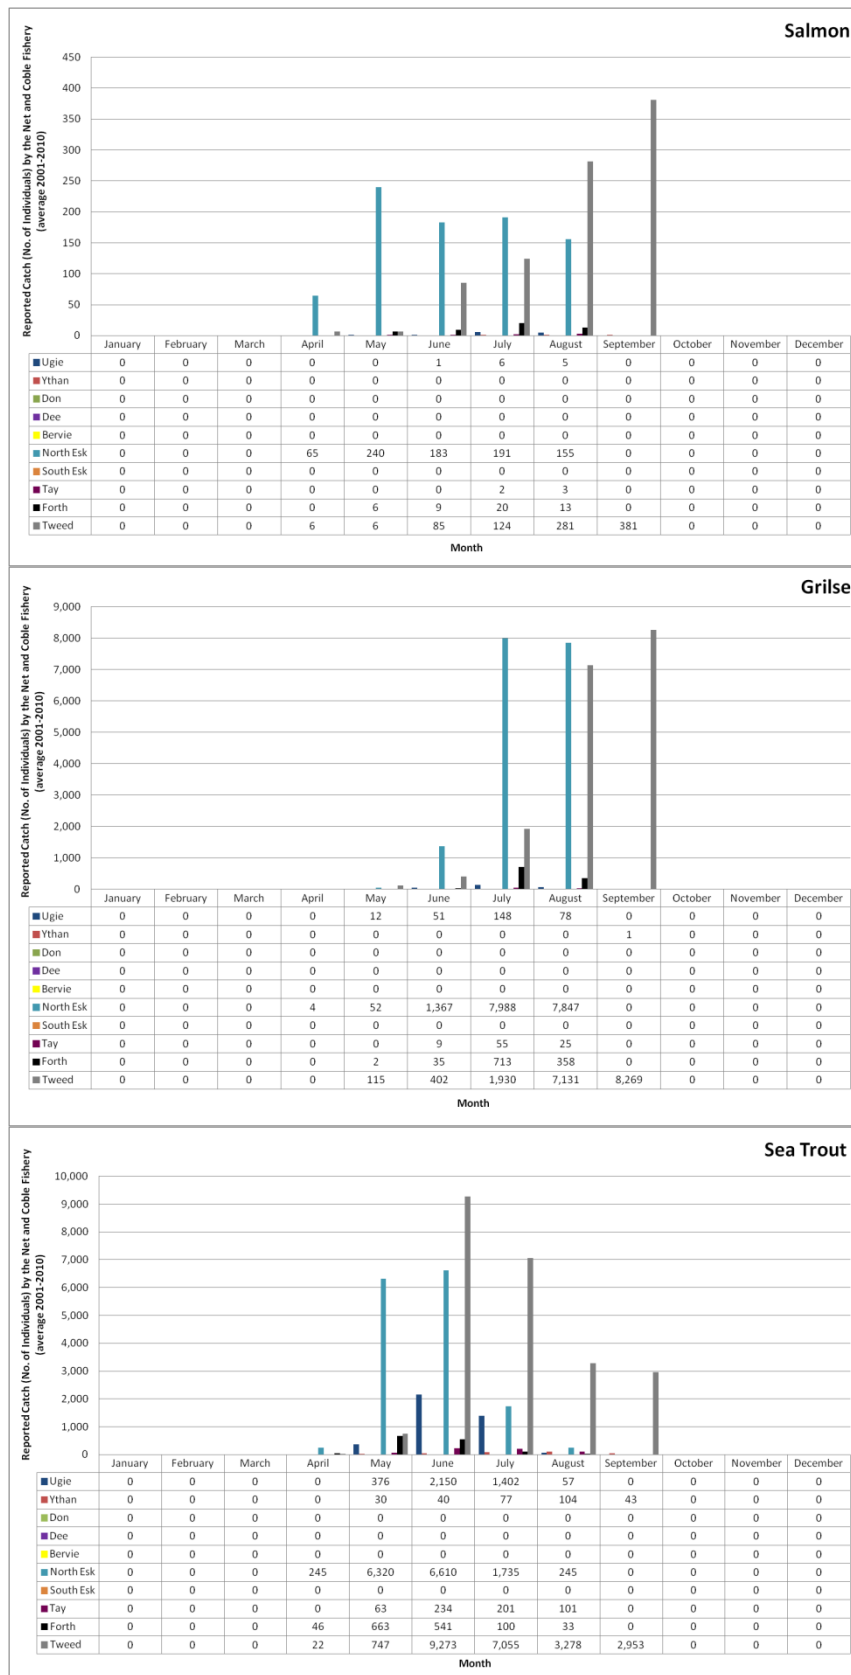 Salmon
Reported Catch (No. of Individuals) by the Net and Coble Fishery
(average 2001-2010)
450
400
350
300
250
200
150
100
50
0
January February March April May June July August September October November December
Ugie 0 0 0 0 0 1 6 5 0 0 0 0
Ythan 0 0 0 0 0 0 0 0 0 0 0 0
Don 0 0 0 0 0 0 0 0 0 0 0 0
Dee 0 0 0 0 0 0 0 0 0 0 0 0
Bervie 0 0 0 0 0 0 0 0 0 0 0 0
North Esk 0 0 0 65 240 183 191 155 0 0 0 0
South Esk 0 0 0 0 0 0 0 0 0 0 0 0
Tay 0 0 0 0 0 0 2 3 0 0 0 0
Forth 0 0 0 0 6 9 20 13 0 0 0 0
Tweed 0 0 0 6 6 85 124 281 381 0 0 0
Month
Grilse
Reported Catch (No. of Individuals) by the Net and Coble Fishery
(average 2001-2010)
9,000
8,000
7,000
6,000
5,000
4,000
3,000
2,000
1,000
0
January February March April May June July August September October November December
Ugie 0 0 0 0 12 51 148 78 0 0 0 0
Ythan 0 0 0 0 0 0 0 0 1 0 0 0
Don 0 0 0 0 0 0 0 0 0 0 0 0
Dee 0 0 0 0 0 0 0 0 0 0 0 0
Bervie 0 0 0 0 0 0 0 0 0 0 0 0
North Esk 0 0 0 4 52 1,367 7,988 7,847 0 0 0 0
South Esk 0 0 0 0 0 0 0 0 0 0 0 0
Tay 0 0 0 0 0 9 55 25 0 0 0 0
Forth 0 0 0 0 2 35 713 358 0 0 0 0
Tweed 0 0 0 0 115 402 1,930 7,131 8,269 0 0 0
Month
Sea Trout
Reported Catch (No. of Individuals) by the Net and Coble Fishery
(average 2001-2010)
10,000
9,000
8,000
7,000
6,000
5,000
4,000
3,000
2,000
1,000
0
January February March April May June July August September October November December
Ugie 0 0 0 0 376 2,150 1,402 57 0 0 0 0
Ythan 0 0 0 0 30 40 77 104 43 0 0 0
Don 0 0 0 0 0 0 0 0 0 0 0 0
Dee 0 0 0 0 0 0 0 0 0 0 0 0
Bervie 0 0 0 0 0 0 0 0 0 0 0 0
North Esk 0 0 0 245 6,320 6,610 1,735 245 0 0 0 0
South Esk 0 0 0 0 0 0 0 0 0 0 0 0
Tay 0 0 0 0 63 234 201 101 0 0 0 0
Forth 0 0 0 46 663 541 100 33 0 0 0 0
Tweed 0 0 0 22 747 9,273 7,055 3,278 2,953 0 0 0
Month